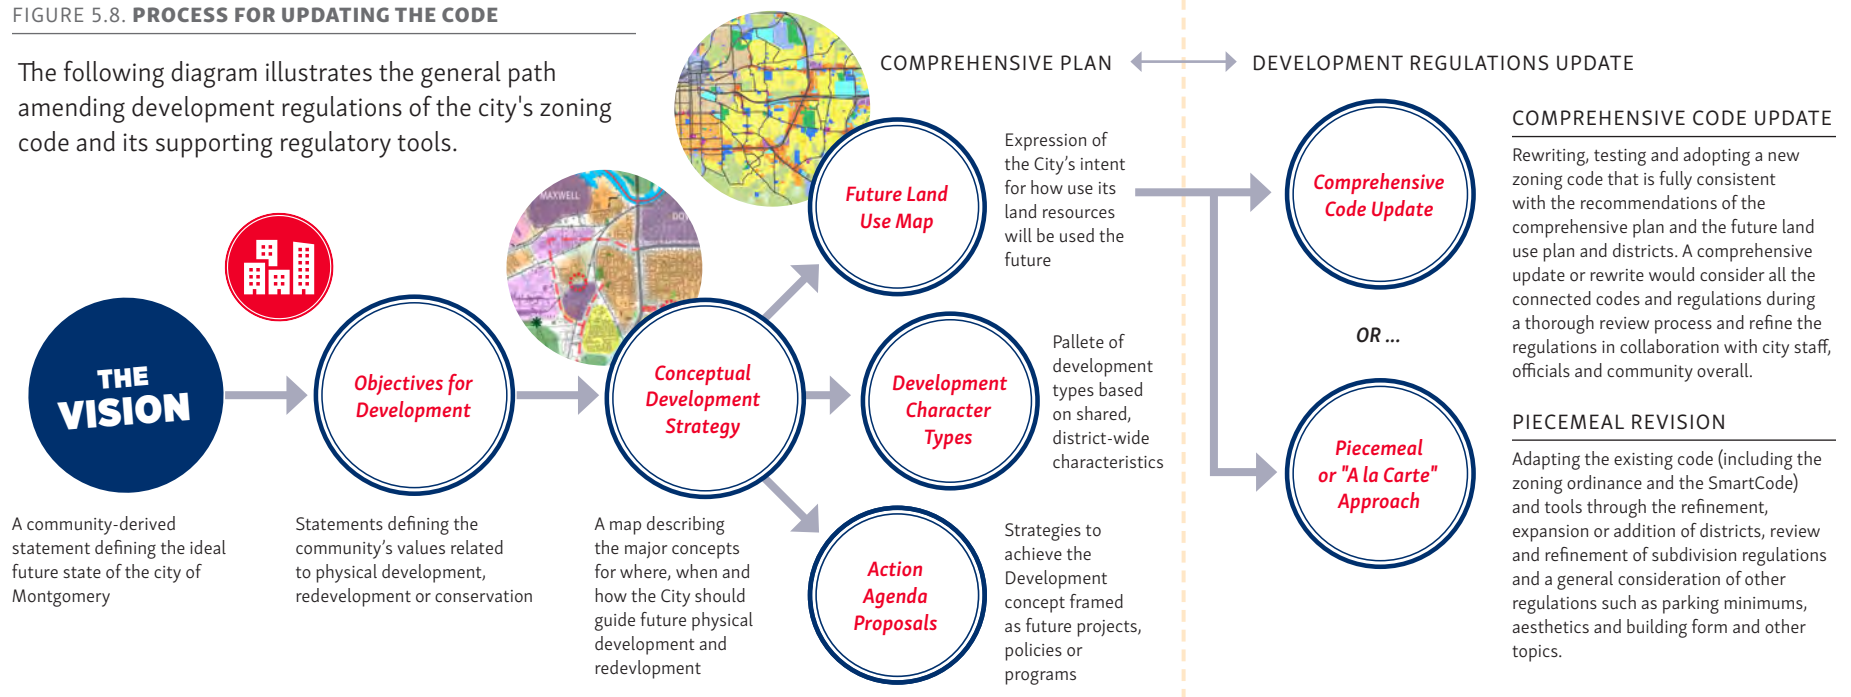 FIGURE 5.8. PROCESS FOR UPDATING THE CODE
The following diagram illustrates the general path
amending development regulations of the city's zoning
code and its supporting regulatory tools.
COMPREHENSIVE PLAN
DEVELOPMENT REGULATIONS UPDATE
THE
VISION
A community-derived
statement defining the ideal
future state of the city of
Montgomery
Objectives for
Development
Statements defining the
community's values related
to physical development,
redevelopment or conservation
MAXWELL
Conceptual
Development
Strategy
A map describing
the major concepts
for where, when and
how the City should
guide future physical
development and
redevlopment
Future Land
Use Map
Expression of
the City's intent
for how use its
land resources
will be used the
future
Development
Character
Types
Pallete of
development
types based
on shared,
district-wide
characteristics
Action
Agenda
Proposals
Strategies to
achieve the
Development
concept framed
as future projects,
policies or
programs
Comprehensive
Code Update
OR ...
Piecemeal
or "A la Carte"
Approach
COMPREHENSIVE CODE UPDATE
Rewriting, testing and adopting a new
zoning code that is fully consistent
with the recommendations of the
comprehensive plan and the future land
use plan and districts. A comprehensive
update or rewrite would consider all the
connected codes and regulations during
a thorough review process and refine the
regulations in collaboration with city staff,
officials and community overall.
PIECEMEAL REVISION
Adapting the existing code (including the
zoning ordinance and the SmartCode)
and tools through the refinement,
expansion or addition of districts, review
and refinement of subdivision regulations
and a general consideration of other
regulations such as parking minimums,
aesthetics and building form and other
topics.